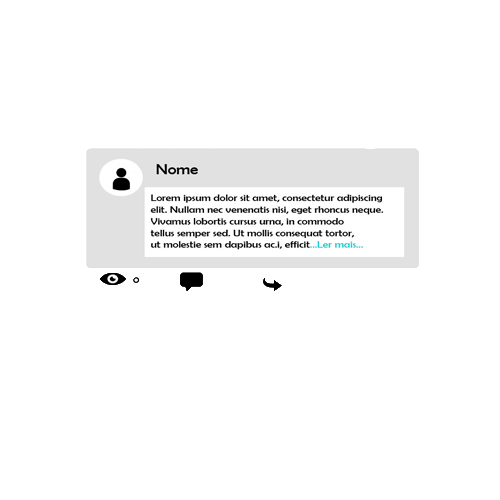 Nome
Lorem ipsum dolor sit amet, consectetur adipiscing
elit. Nullam nec venenatis nisi, eget rhoncus neque.
Vivamus lobortis cursus urna, in commodo
tellus semper sed. Ut mollis consequat tortor,
ut molestie sem dapibus ac.i, efficit...Ler mais...
0